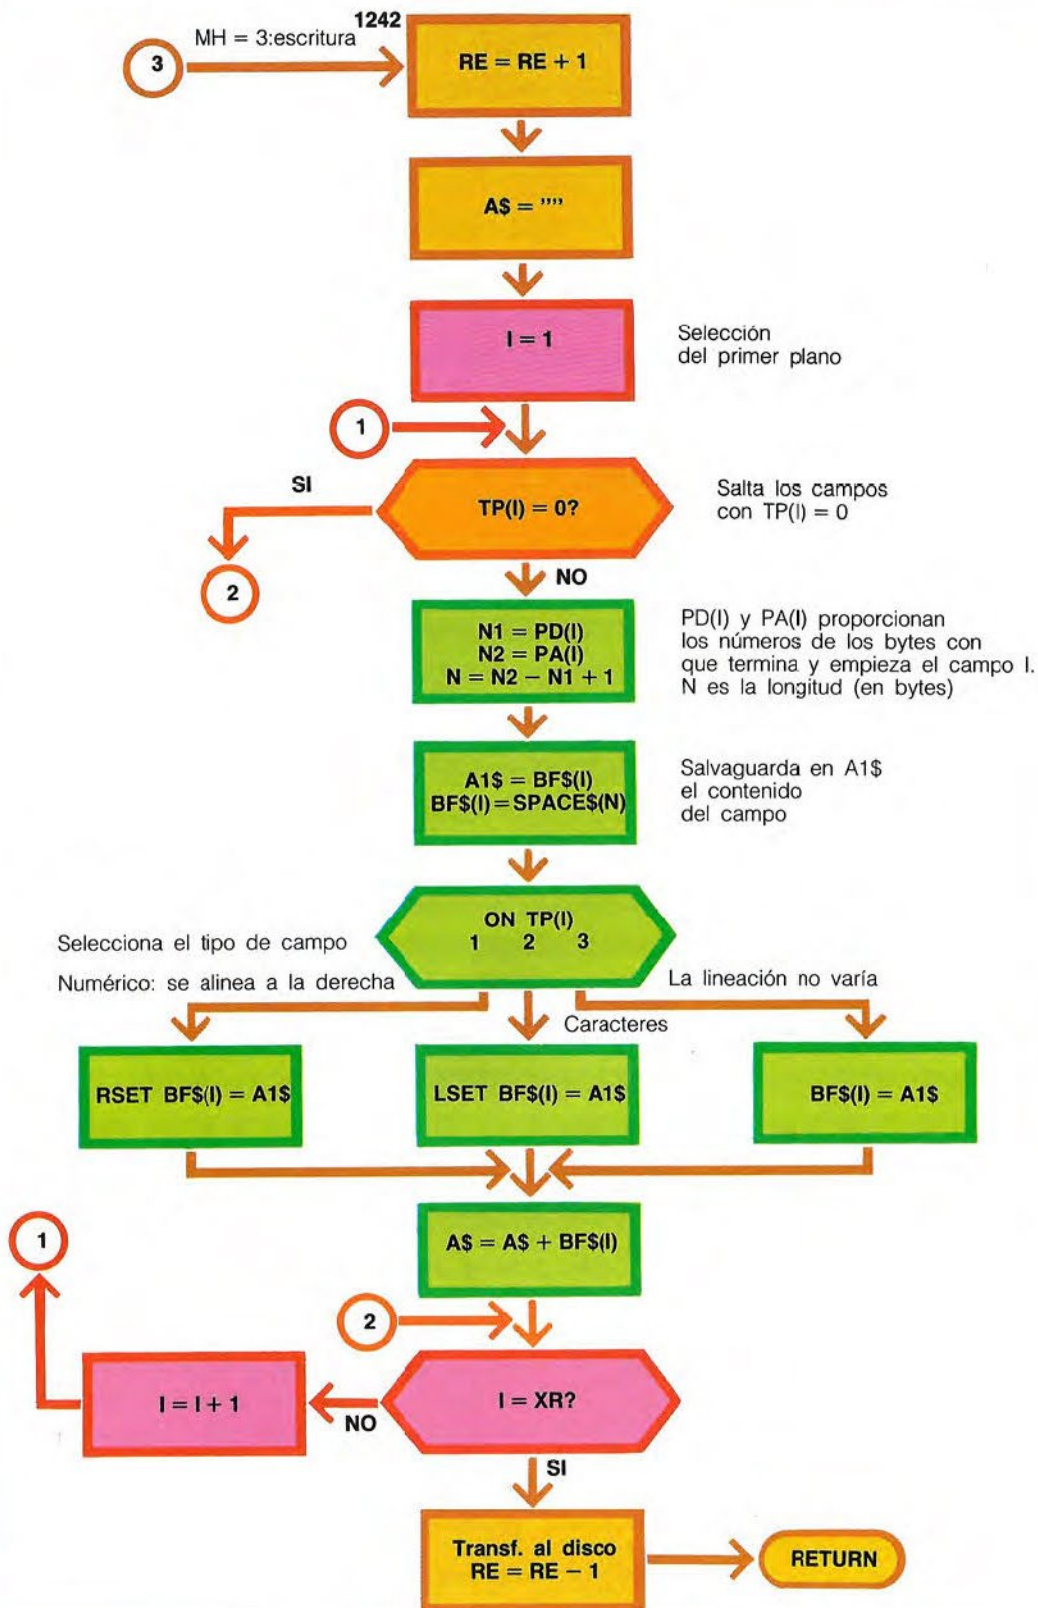 1242
MH = 3:escritura
3
RE = RE + 1
A$ = """"
I = 1
Selección
del primer plano
1
SI
TP(I) = 0?
Salta los campos
con TP(I) = 0
2
NO
N1 = PD(I)
N2 = PA(I)
N = N2 – N1 + 1
PD(I) y PA(I) proporcionan
los números de los bytes con
que termina y empieza el campo I.
N es la longitud (en bytes)
A1$ = BF$(I)
BF$(I) = SPACE$(N)
Salvaguarda en A1$
el contenido
del campo
ON TP(I)
1 2 3
Selecciona el tipo de campo
Numérico: se alinea a la derecha
La lineación no varía
Caracteres
RSET BF$(I) = A1$
LSET BF$(I) = A1$
BF$(I) = A1$
1
A$ = A$ + BF$(I)
2
I = I + 1
NO
I = XR?
SI
Transf. al disco
RE = RE – 1
RETURN